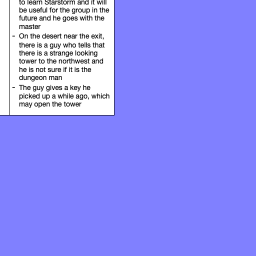 to learn Starstorm and it will
be useful for the group in the
future and he goes with the
master
- On the desert near the exit,
there is a guy who tells that
there is a strange looking
tower to the northwest and
he is not sure if it is the
dungeon man
- The guy gives a key he
picked up a while ago, which
may open the tower